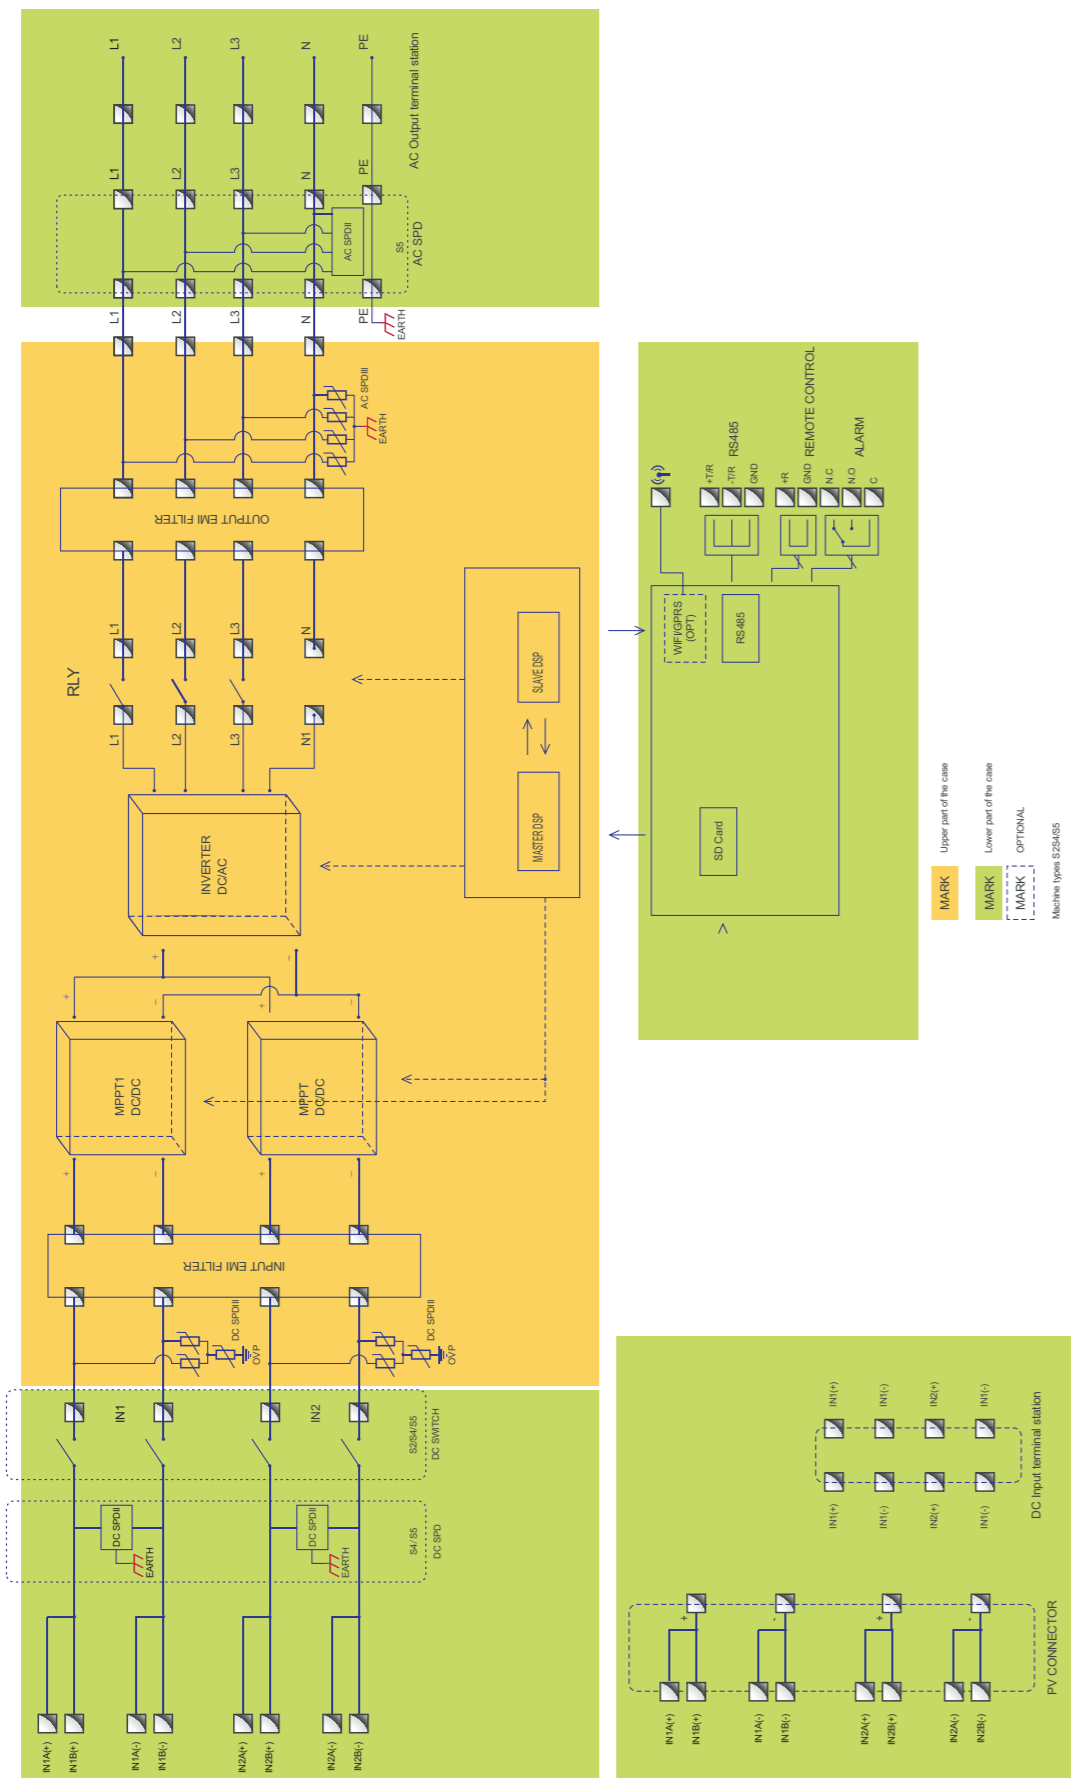 L1
L2
L3
N
PE
AC Output terminal station
L1
L2
L3
N
PE
AC SPDII
S5
AC SPD
L1
L2
L3
N
PE
EARTH
AC SPDIII
EARTH
OUTPUT EMI FILTER
L1
L2
L3
N
RLY
L1
L2
L3
N1
INVERTER
DC/AC
SLAVE DSP
MASTER DSP
+
-
+
-
+
-
MPPT1
DC/DC
MPPT
DC/DC
+
-
+
-
INPUT EMI FILTER
DC SPDIII
OVP
DC SPDIII
OVP
IN1
IN2
S2/S4/S5
DC SWITCH
DC SPDII
EARTH
DC SPDII
EARTH
S4/S5
DC SPD
IN1A(+)
IN1B(+)
IN1A(-)
IN1B(-)
IN2A(+)
IN2B(+)
IN2A(-)
IN2B(-)
+T/R
-T/R
GND
RS485
+R
GND
REMOTE CONTROL
N.C
N.O
C
ALARM
WIFI/GPRS
(OPT)
RS485
SD Card
MARK
Upper part of the case
MARK
Lower part of the case
MARK
OPTIONAL
Machine types S2S4/S5
IN1(+)
IN1(-)
IN2(+)
IN1(-)
IN1(+)
IN1(-)
IN2(+)
IN1(-)
DC Input terminal station
+
-
+
-
IN1A(+)
IN1B(+)
IN1A(-)
IN1B(-)
IN2A(+)
IN2B(+)
IN2A(-)
IN2B(-)
PV CONNECTOR